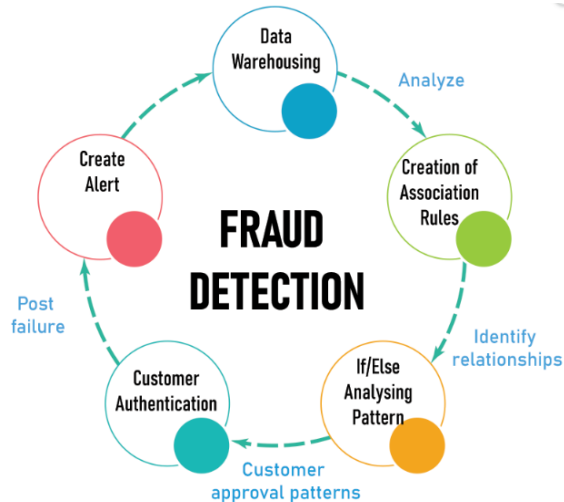 Data
Warehousing
Analyze
Create
Alert
Creation of
Association
Rules
FRAUD
DETECTION
Post
failure
Identify
relationships
Customer
Authentication
If/Else
Analysing
Pattern
Customer
approval patterns